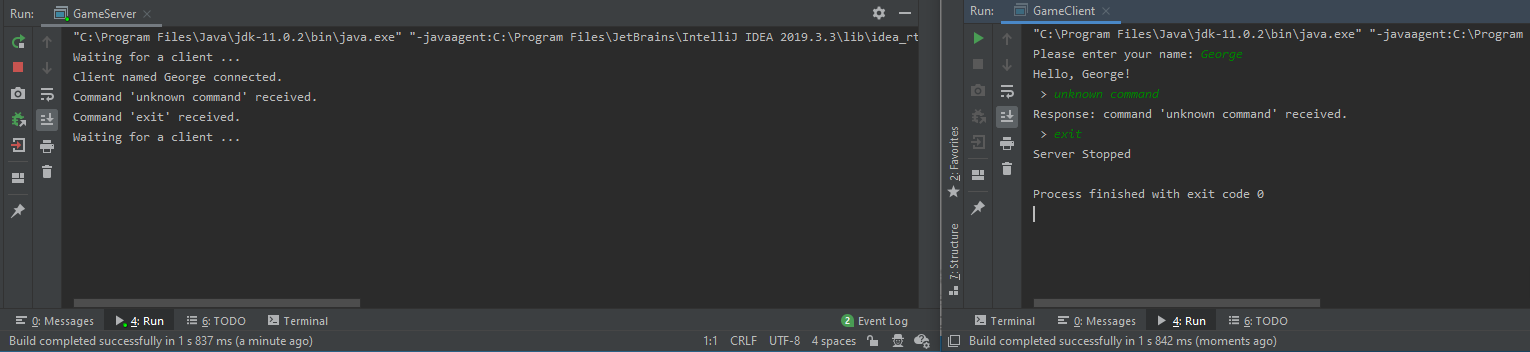 Run: GameServer
"C:\Program Files\Java\jdk-11.0.2\bin\java.exe" "-javaagent:C:\Program Files\JetBrains\IntelliJ IDEA 2019.3.3\lib\idea_rt
Waiting for a client ...
Client named George connected.
Command 'unknown command' received.
Command 'exit' received.
Waiting for a client ...
0: Messages 4: Run 6: TODO Terminal 2 Event Log
Build completed successfully in 1 s 837 ms (a minute ago) 1:1 CRLF UTF-8 4 spaces
2: Favorites
7: Structure
Run: GameClient
"C:\Program Files\Java\jdk-11.0.2\bin\java.exe" "-javaagent:C:\Program
Please enter your name: George
Hello, George!
> unknown command
Response: command 'unknown command' received.
> exit
Server Stopped
Process finished with exit code 0
Terminal 0: Messages 4: Run 6: TODO
Build completed successfully in 1 s 842 ms (moments ago)